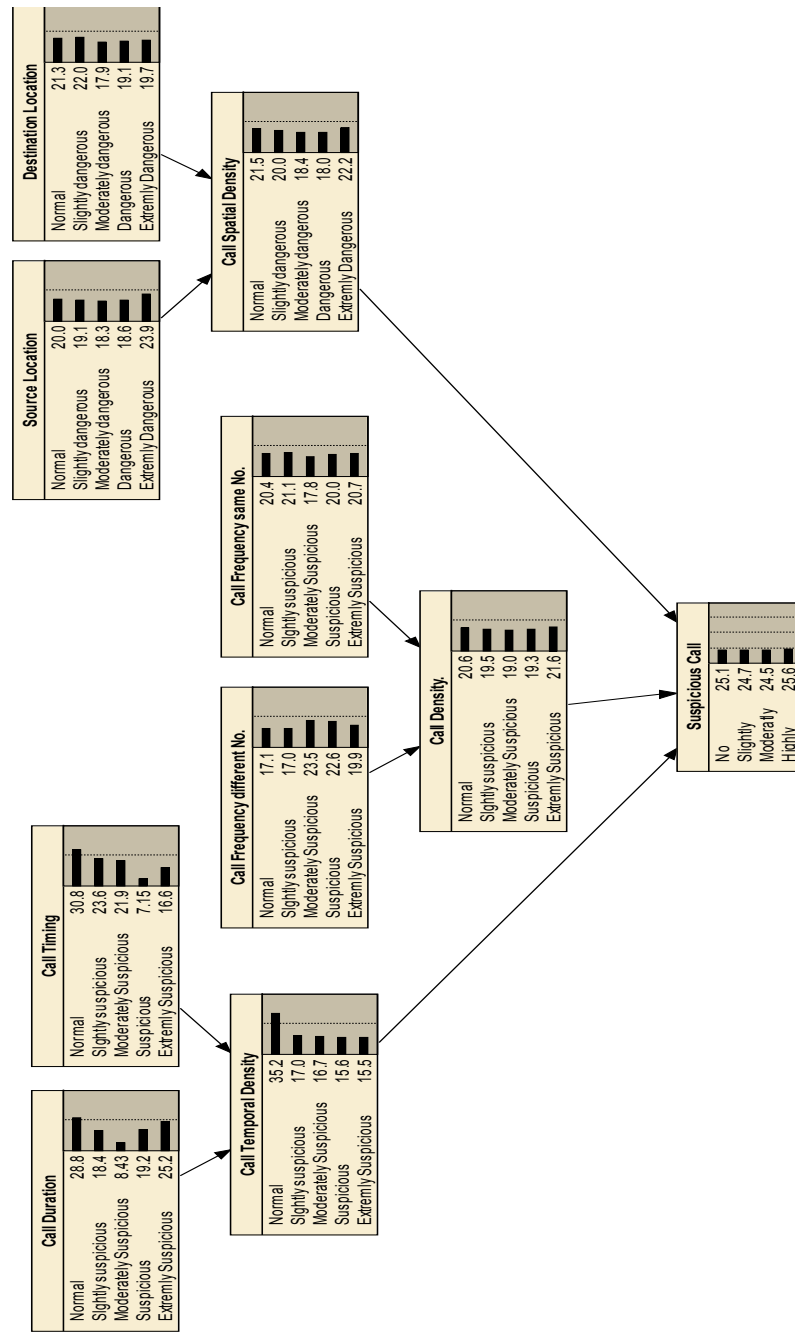 Call Duration
Normal 28.8
Slightly suspicious 18.4
Moderately Suspicious 8.43
Suspicious 19.2
Extremly Suspicious 25.2
Call Timing
Normal 30.8
Slightly suspicious 23.6
Moderately Suspicious 21.9
Suspicious 7.15
Extremly Suspicious 16.6
Source Location
Normal 20.0
Slightly dangerous 19.1
Moderately dangerous 18.3
Dangerous 18.6
Extremly Dangerous 23.9
Destination Location
Normal 21.3
Slightly dangerous 22.0
Moderately dangerous 17.9
Dangerous 19.1
Extremly Dangerous 19.7
Call Temporal Density
Normal 35.2
Slightly suspicious 17.0
Moderately Suspicious 16.7
Suspicious 15.6
Extremly Suspicious 15.5
Call Frequency different No.
Normal 17.1
Slightly suspicious 17.0
Moderately Suspicious 23.5
Suspicious 22.6
Extremly Suspicious 19.9
Call Frequency same No.
Normal 20.4
Slightly suspicious 21.1
Moderately Suspicious 17.8
Suspicious 20.0
Extremly Suspicious 20.7
Call Spatial Density
Normal 21.5
Slightly dangerous 20.0
Moderately dangerous 18.4
Dangerous 18.0
Extremly Dangerous 22.2
Call Density.
Normal 20.6
Slightly suspicious 19.5
Moderately Suspicious 19.0
Suspicious 19.3
Extremly Suspicious 21.6
Suspicious Call
No 25.1
Slightly 24.7
Moderatly 24.5
Highly 25.6